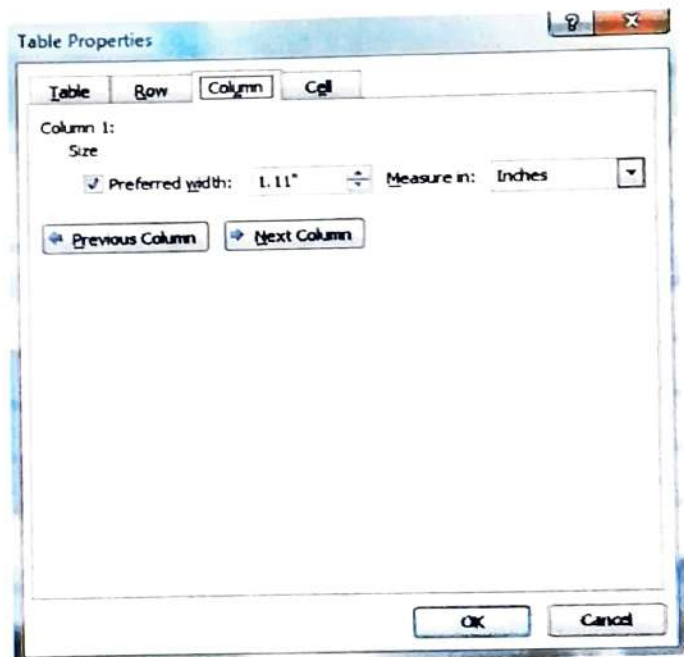 Table Properties
Table Row Column Cell
Column 1:
Size
Preferred width: 1.11" Measure in: Inches
Previous Column Next Column
OK Cancel